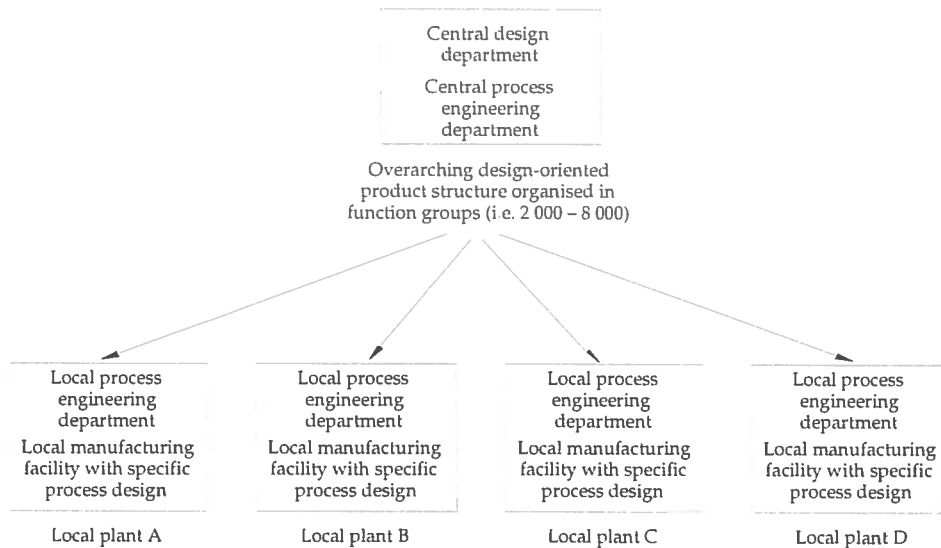 Central design
department
Central process
engineering
department
Overarching design-oriented
product structure organised in
function groups (i.e. 2 000 – 8 000)
Local process
engineering
department
Local manufacturing
facility with specific
process design
Local plant A
Local process
engineering
department
Local manufacturing
facility with specific
process design
Local plant B
Local process
engineering
department
Local manufacturing
facility with specific
process design
Local plant C
Local process
engineering
department
Local manufacturing
facility with specific
process design
Local plant D